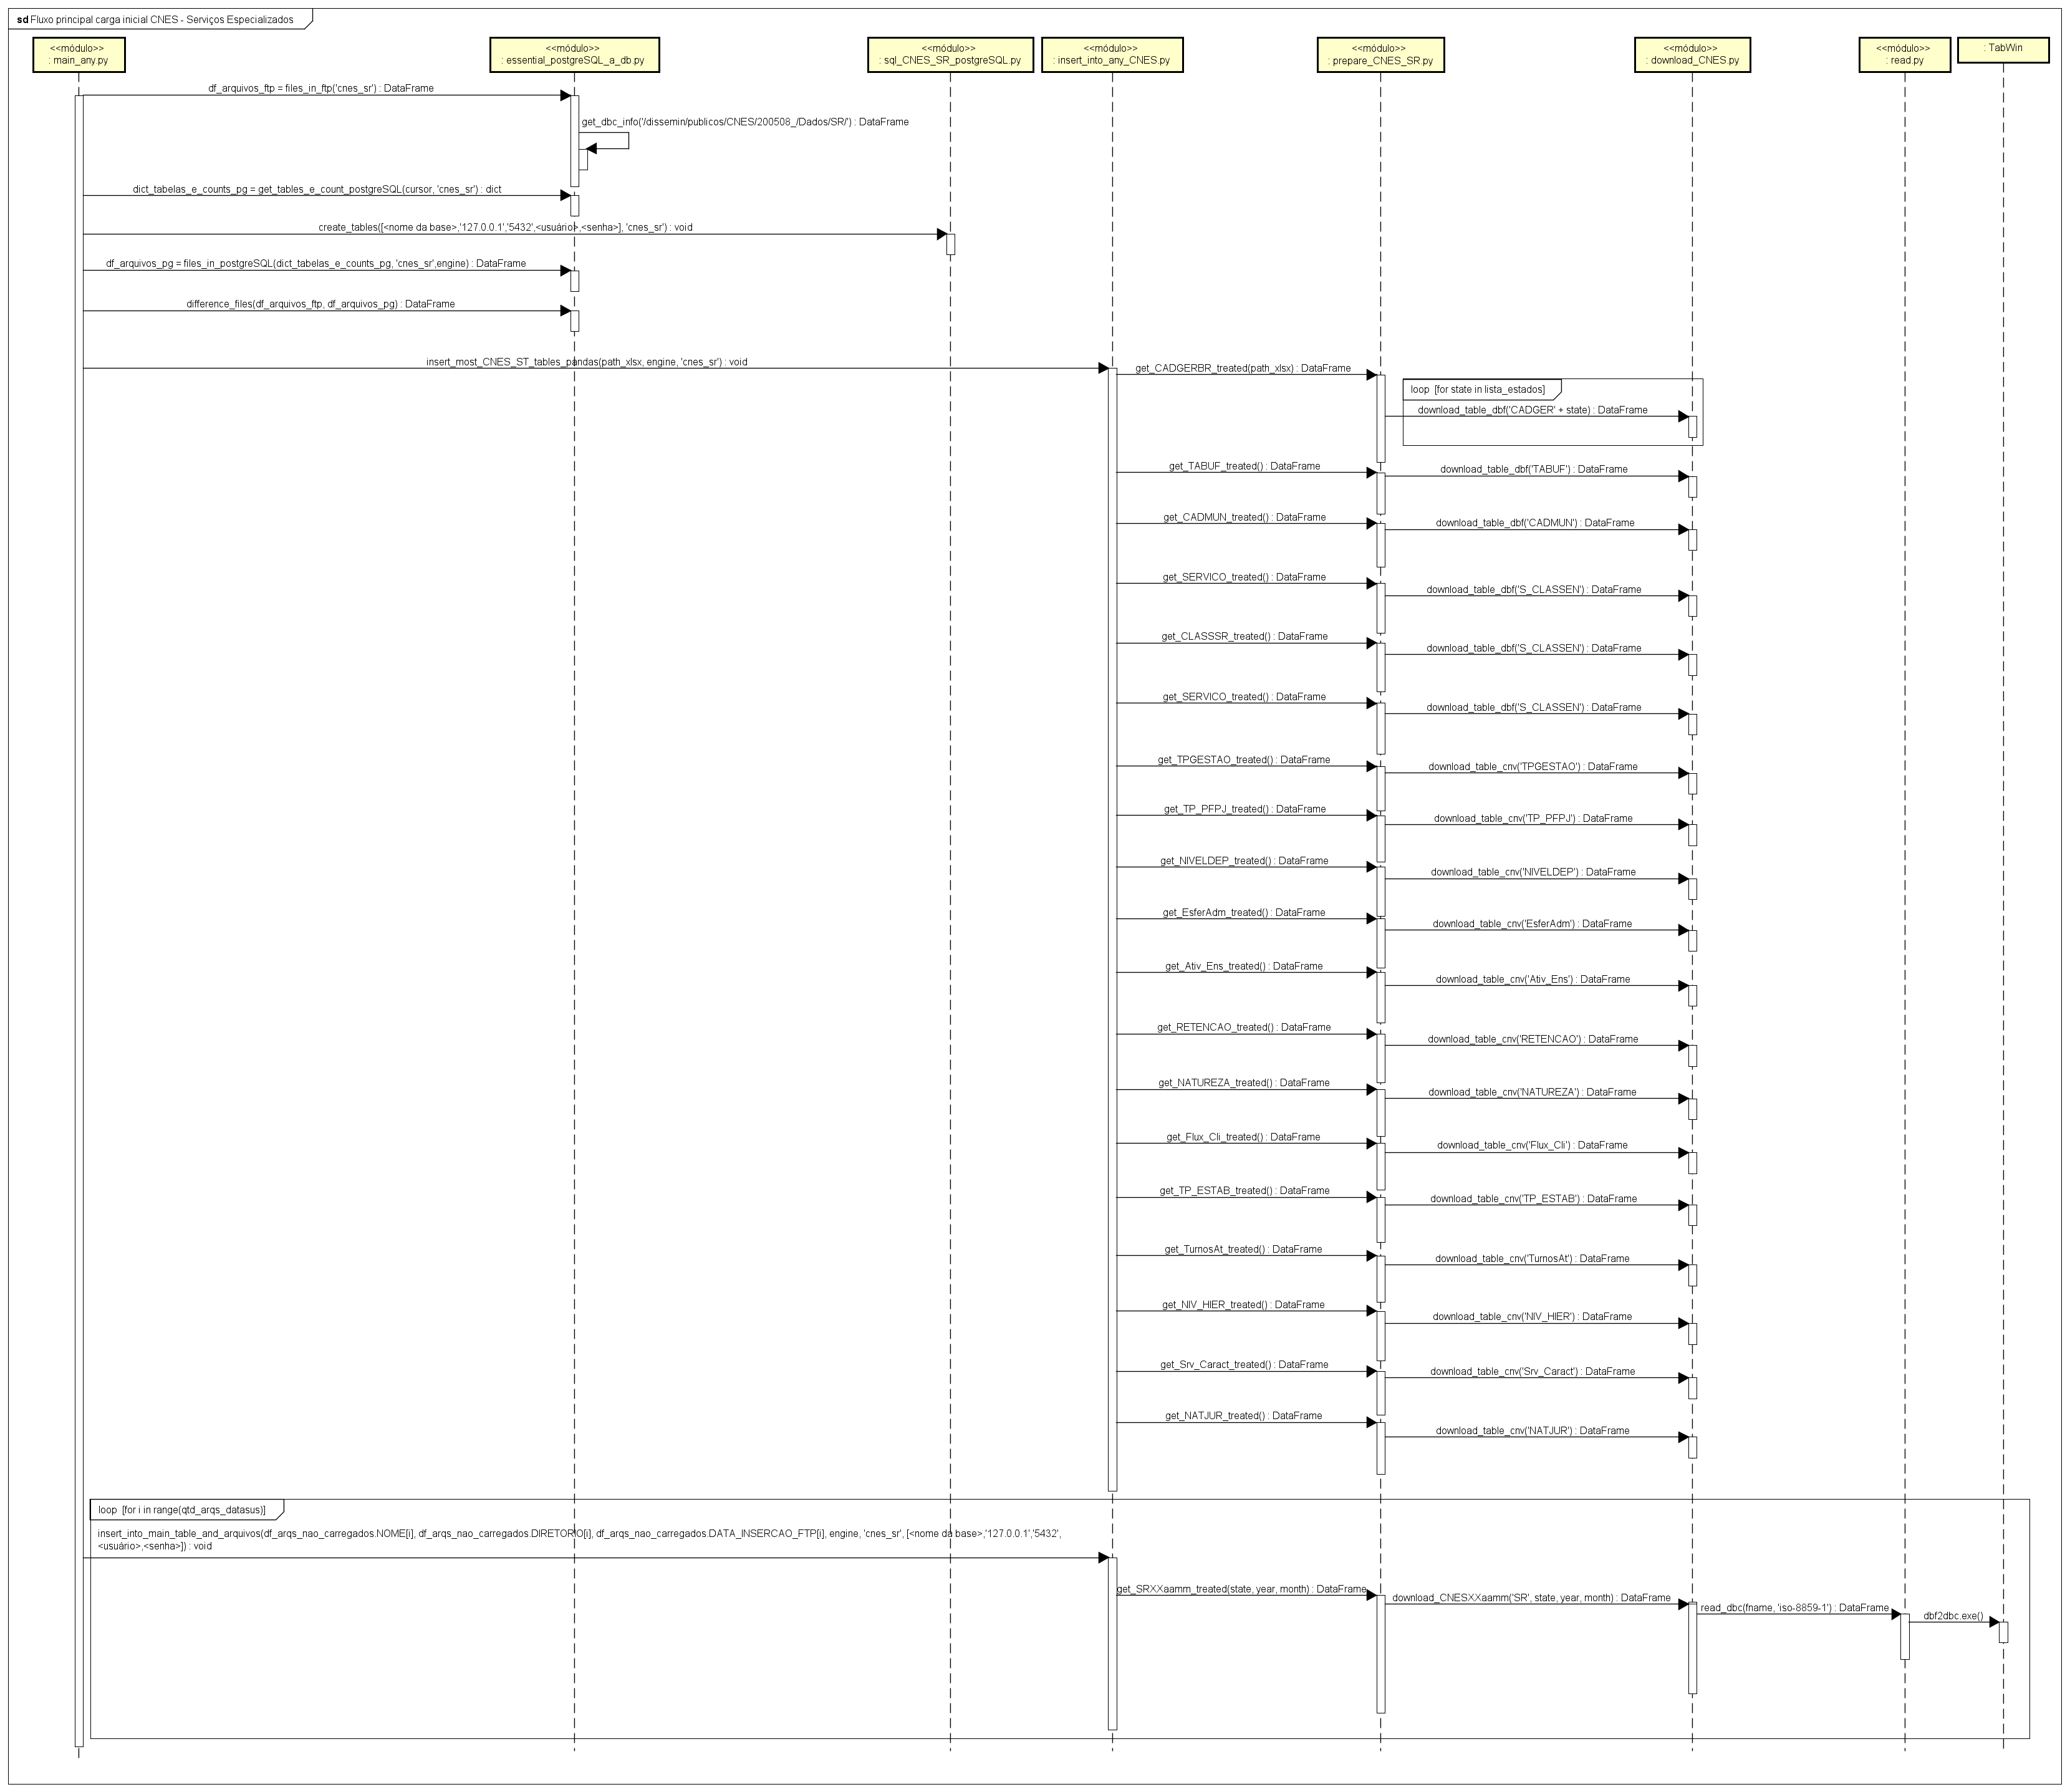 sd Fluxo principal carga inicial CNES - Serviços Especializados
<<módulo>>
: main_any.py
<<módulo>>
: essential_postgreSQL_a_db.py
<<módulo>>
: sql_CNES_SR_postgreSQL.py
<<módulo>>
: insert_into_any_CNES.py
<<módulo>>
: prepare_CNES_SR.py
<<módulo>>
: download_CNES.py
<<módulo>>
: read.py
: TabWin
df_arquivos_ftp = files_in_ftp('cnes_sr') : DataFrame
get_dbc_info('/dissemin/publicos/CNES/200508_/Dados/SR/') : DataFrame
dict_tabelas_e_counts_pg = get_tables_e_count_postgreSQL(cursor, 'cnes_sr') : dict
create_tables([<nome da base>,'127.0.0.1','5432',<usuário>,<senha>], 'cnes_sr') : void
df_arquivos_pg = files_in_postgreSQL(dict_tabelas_e_counts_pg, 'cnes_sr',engine) : DataFrame
difference_files(df_arquivos_ftp, df_arquivos_pg) : DataFrame
insert_most_CNES_ST_tables_pandas(path_xlsx, engine, 'cnes_sr') : void
get_CADGERBR_treated(path_xlsx) : DataFrame
loop [for state in lista_estados]
download_table_dbf('CADGER' + state) : DataFrame
get_TABUF_treated() : DataFrame
download_table_dbf('TABUF') : DataFrame
get_CADMUN_treated() : DataFrame
download_table_dbf('CADMUN') : DataFrame
get_SERVICO_treated() : DataFrame
download_table_dbf('S_CLASSEN') : DataFrame
get_CLASSSR_treated() : DataFrame
download_table_dbf('S_CLASSEN') : DataFrame
get_SERVICO_treated() : DataFrame
download_table_dbf('S_CLASSEN') : DataFrame
get_TPGESTAO_treated() : DataFrame
download_table_cnv('TPGESTAO') : DataFrame
get_TP_PFPJ_treated() : DataFrame
download_table_cnv('TP_PFPJ') : DataFrame
get_NIVELDEP_treated() : DataFrame
download_table_cnv('NIVELDEP') : DataFrame
get_EsferAdm_treated() : DataFrame
download_table_cnv('EsferAdm') : DataFrame
get_Ativ_Ens_treated() : DataFrame
download_table_cnv('Ativ_Ens') : DataFrame
get_RETENCAO_treated() : DataFrame
download_table_cnv('RETENCAO') : DataFrame
get_NATUREZA_treated() : DataFrame
download_table_cnv('NATUREZA') : DataFrame
get_Flux_Cli_treated() : DataFrame
download_table_cnv('Flux_Cli') : DataFrame
get_TP_ESTAB_treated() : DataFrame
download_table_cnv('TP_ESTAB') : DataFrame
get_TurnosAt_treated() : DataFrame
download_table_cnv('TurnosAt') : DataFrame
get_NIV_HIER_treated() : DataFrame
download_table_cnv('NIV_HIER') : DataFrame
get_Srv_Caract_treated() : DataFrame
download_table_cnv('Srv_Caract') : DataFrame
get_NATJUR_treated() : DataFrame
download_table_cnv('NATJUR') : DataFrame
loop [for i in range(qtd_arqs_datasus)]
insert_into_main_table_and_arquivos(df_arqs_nao_carregados.NOME[i], df_arqs_nao_carregados.DIRETORIO[i], df_arqs_nao_carregados.DATA_INSERCAO_FTP[i], engine, 'cnes_sr', [<nome da base>,'127.0.0.1','5432',
<usuário>,<senha>]) : void
get_SRXXaamm_treated(state, year, month) : DataFrame
download_CNESXXaamm('SR', state, year, month) : DataFrame
read_dbc(fname, 'iso-8859-1') : DataFrame
dbf2dbc.exe()